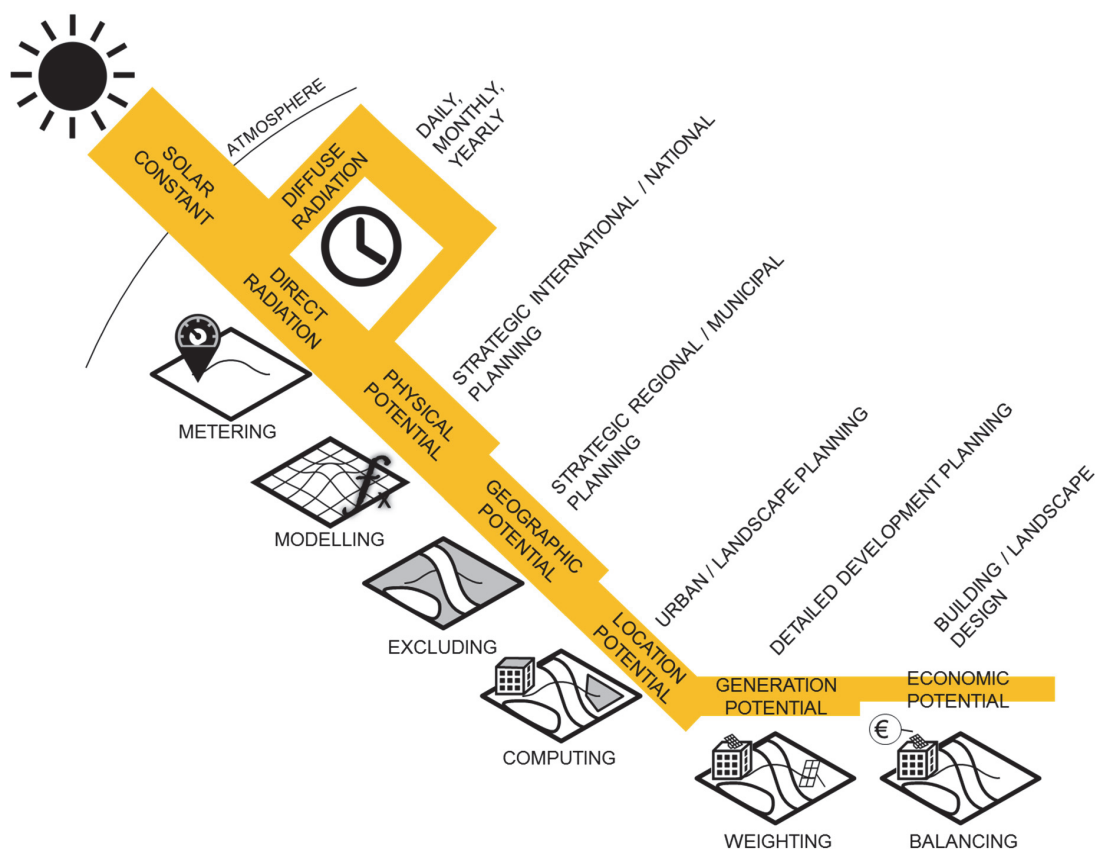 ATMOSPHERE
DAILY,
MONTHLY,
YEARLY
SOLAR
CONSTANT
DIFFUSE
RADIATION
DIRECT
RADIATION
STRATEGIC INTERNATIONAL / NATIONAL
PLANNING
METERING
PHYSICAL
POTENTIAL
STRATEGIC REGIONAL / MUNICIPAL
PLANNING
fx
MODELLING
GEOGRAPHIC
POTENTIAL
URBAN / LANDSCAPE PLANNING
EXCLUDING
LOCATION
POTENTIAL
DETAILED DEVELOPMENT PLANNING
BUILDING / LANDSCAPE
DESIGN
COMPUTING
GENERATION
POTENTIAL
ECONOMIC
POTENTIAL
€
WEIGHTING
BALANCING